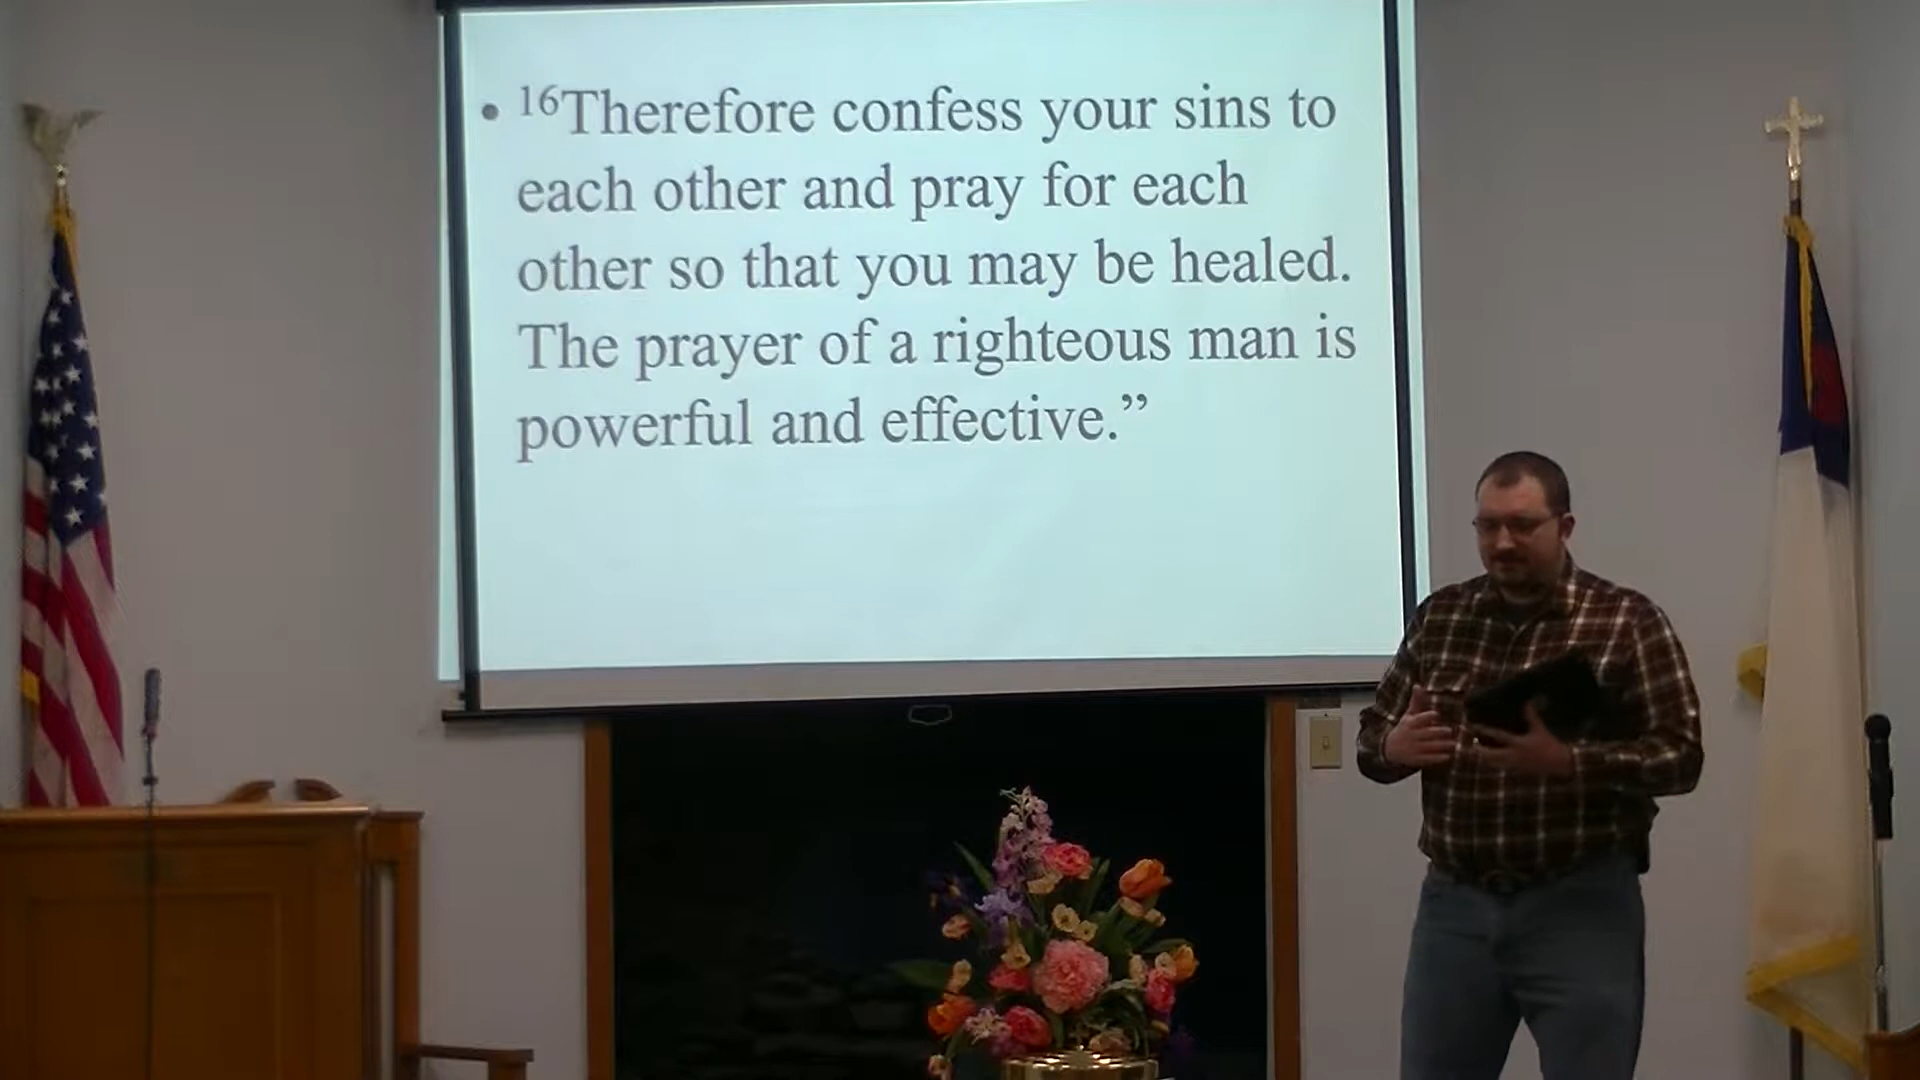 • ¹⁶Therefore confess your sins to
each other and pray for each
other so that you may be healed.
The prayer of a righteous man is
powerful and effective.”